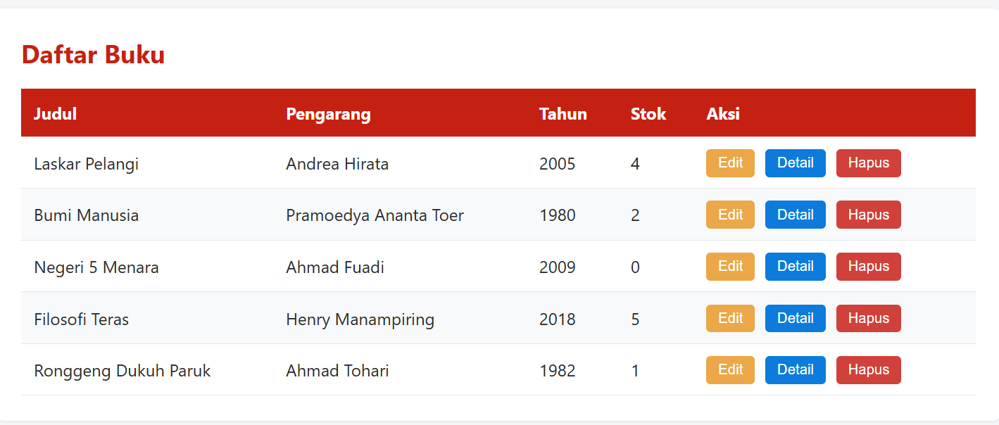 Daftar Buku
Judul Pengarang Tahun Stok Aksi
Laskar Pelangi Andrea Hirata 2005 4 Edit Detail Hapus
Bumi Manusia Pramoedya Ananta Toer 1980 2 Edit Detail Hapus
Negeri 5 Menara Ahmad Fuadi 2009 0 Edit Detail Hapus
Filosofi Teras Henry Manampiring 2018 5 Edit Detail Hapus
Ronggeng Dukuh Paruk Ahmad Tohari 1982 1 Edit Detail Hapus